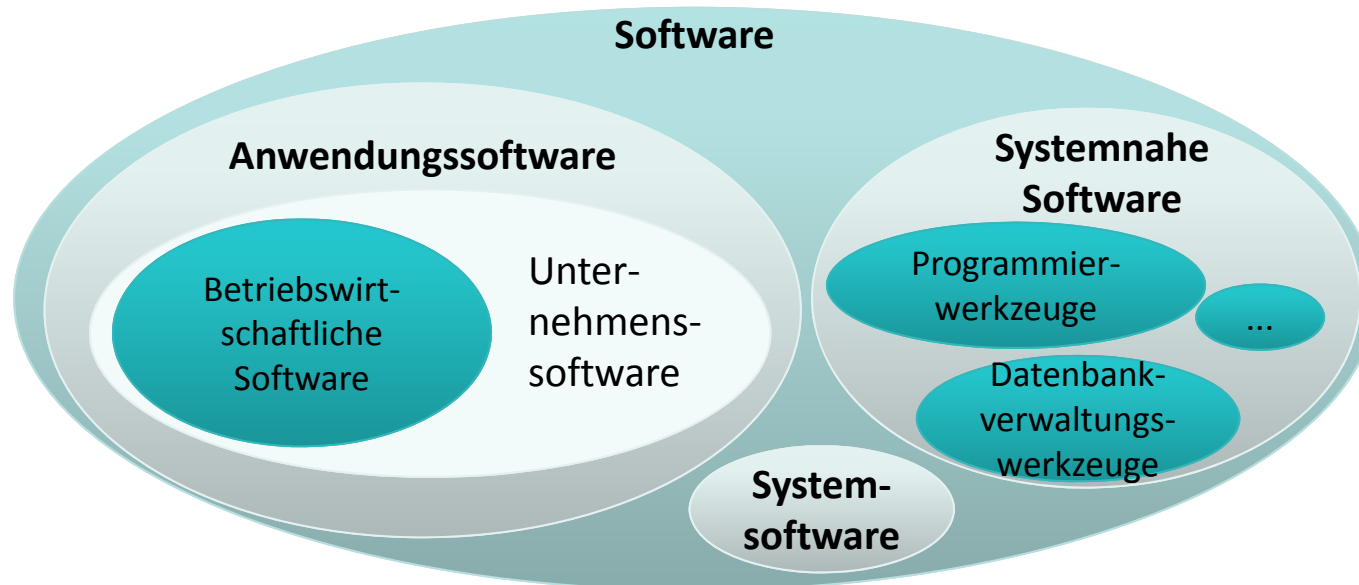 Software
Anwendungssoftware
Betriebswirt-
schaftliche
Software
Unter-
nehmens-
software
Systemnahe
Software
Programmier-
werkzeuge
...
Datenbank-
verwaltungs-
werkzeuge
System-
software